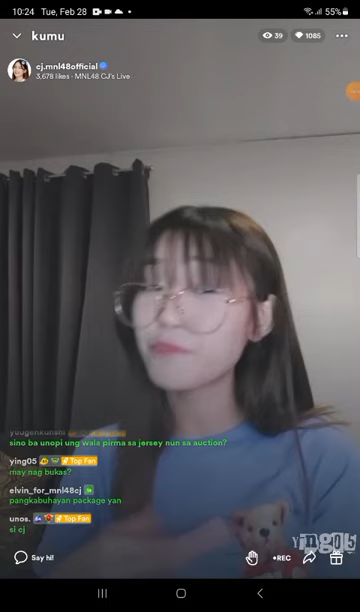 10:24 Tue, Feb 28 55%
kumu 39 1085
cj.mnl48official
3,678 likes · MNL48 CJ's Live
yougenkunshi
sino ba unopi ung wala pirma sa jersey nun sa auction?
ying05 Top Fan
may nag bukas?
elvin_for_mnl48cj
pangkabuhayan package yan
unos. Top Fan
si cj
Say hi! •REC
Ying05